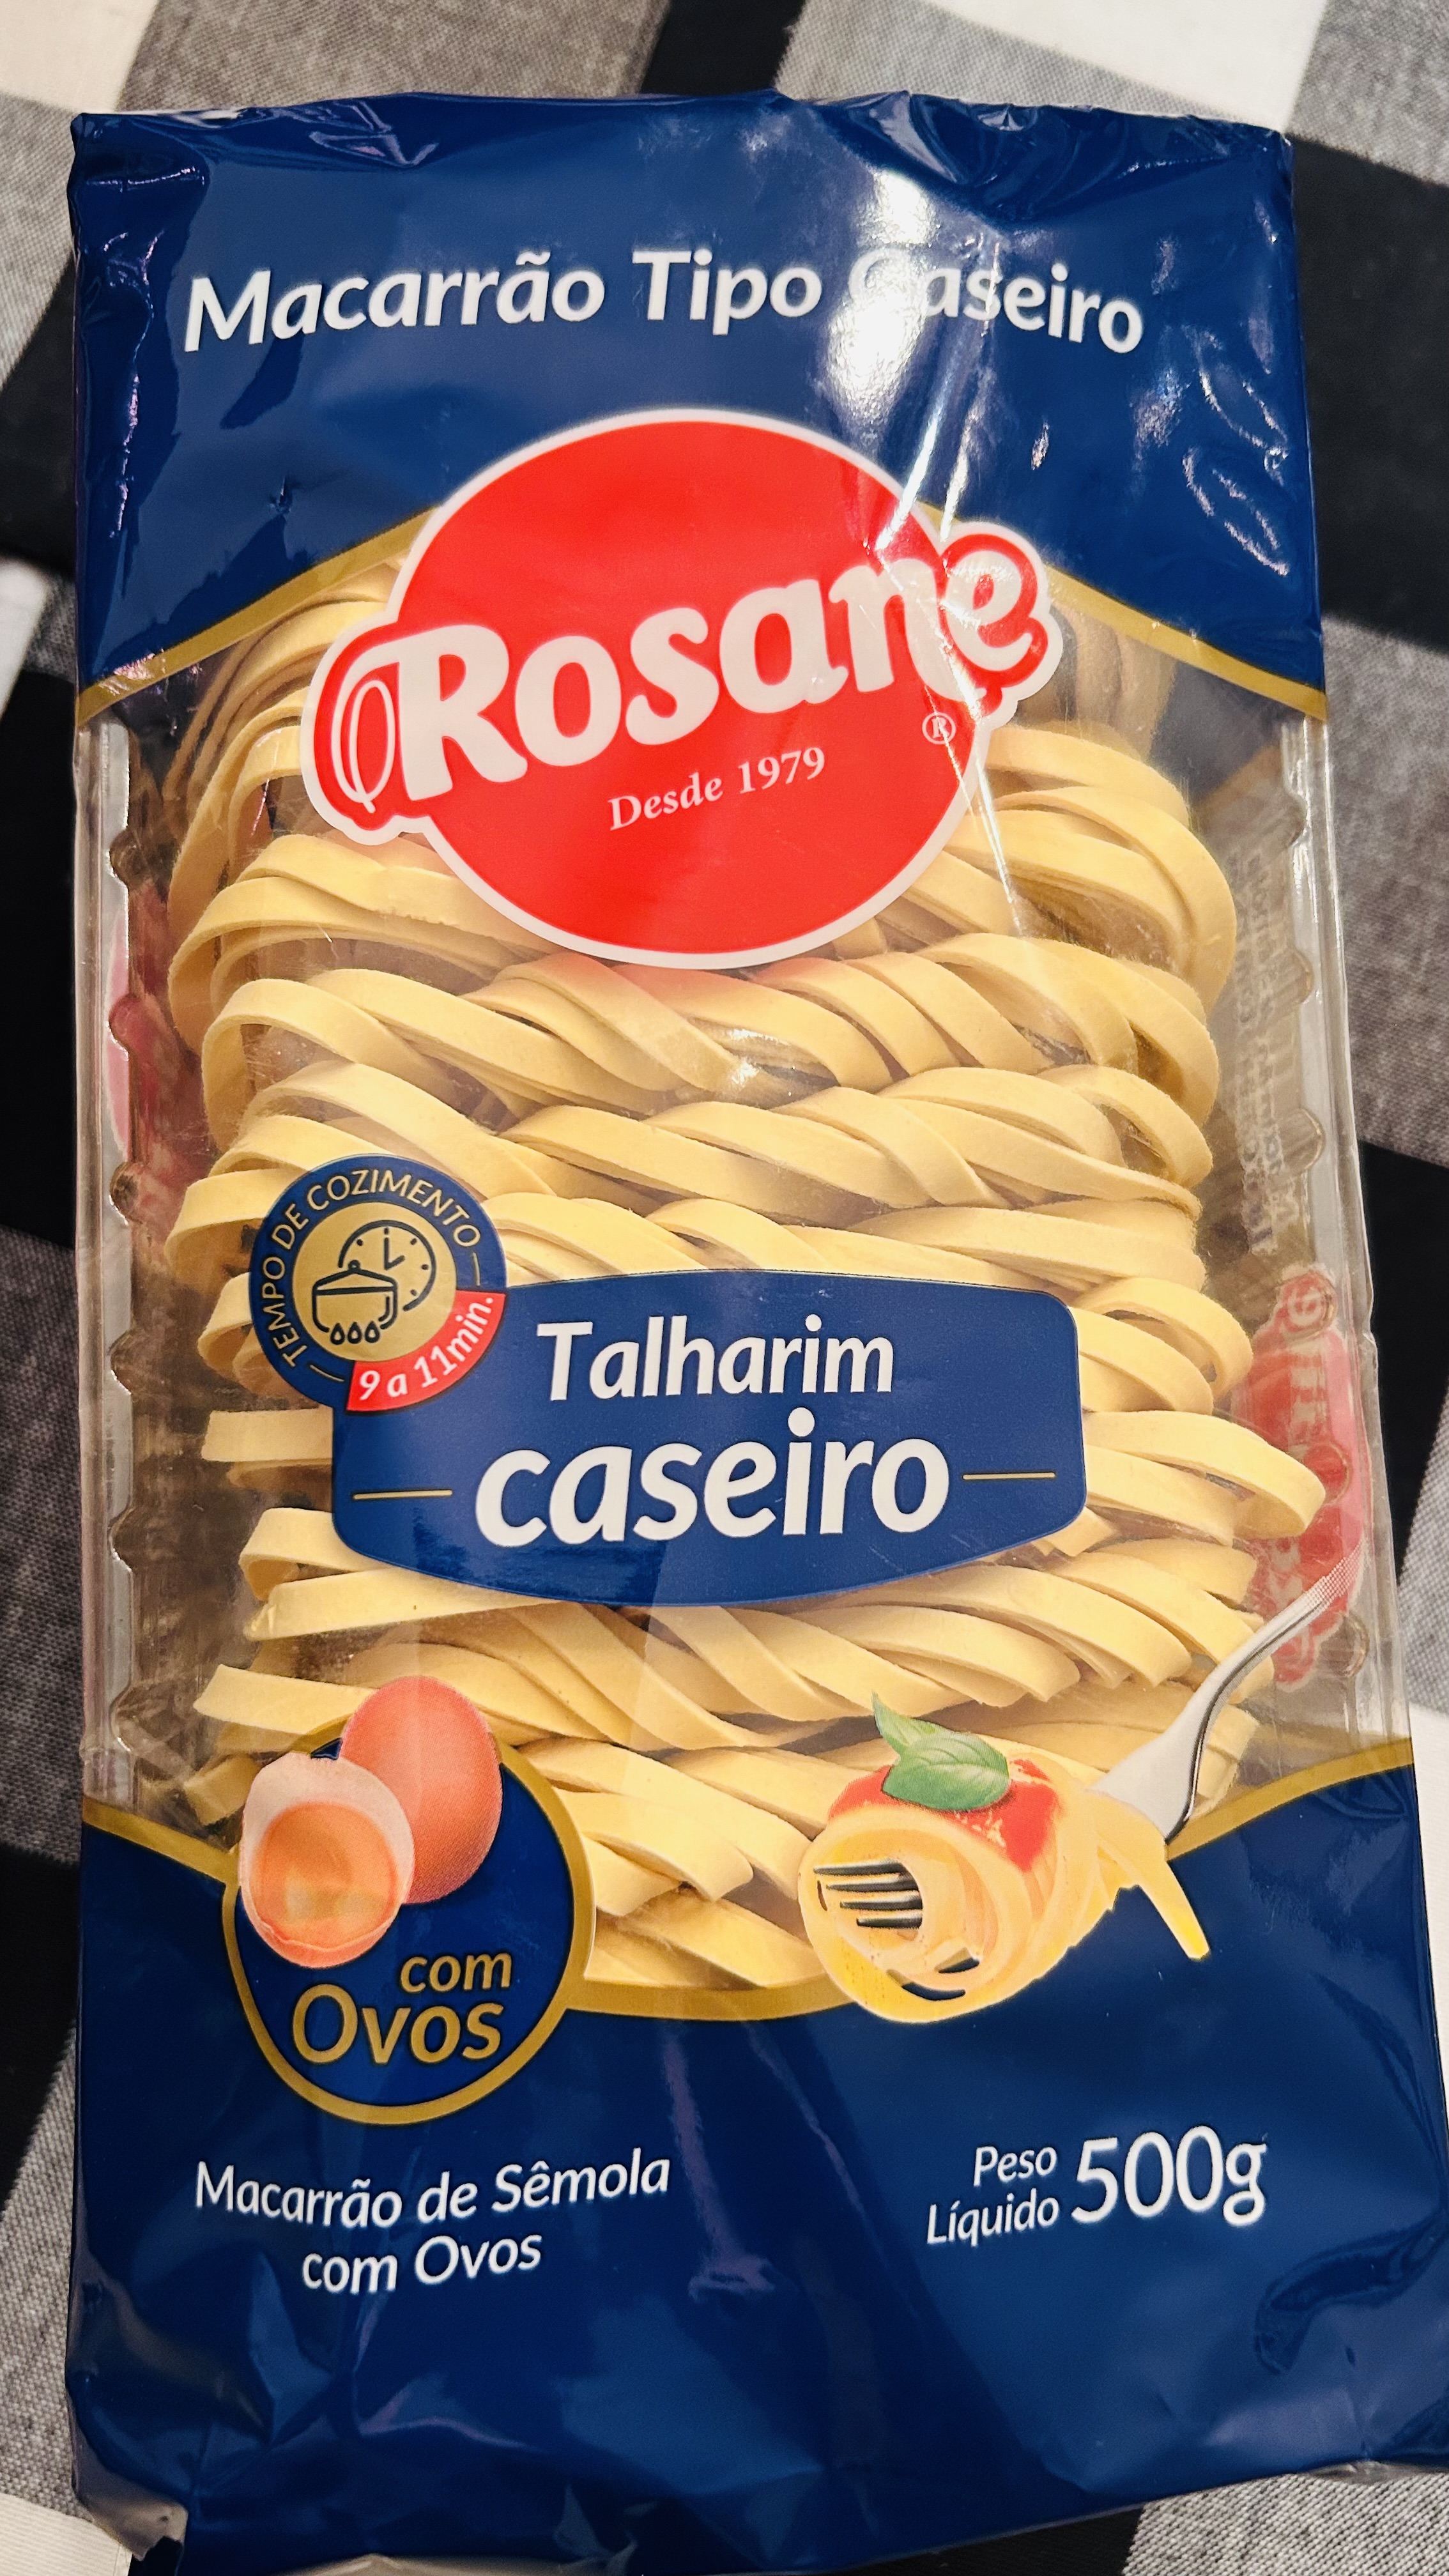 Macarrão Tipo Caseiro
Rosane
®
Desde 1979
TEMPO DE COZIMENTO
9 a 11min.
Talharim
caseiro
com
Ovos
Macarrão de Sêmola
com Ovos
Peso
Líquido 500g